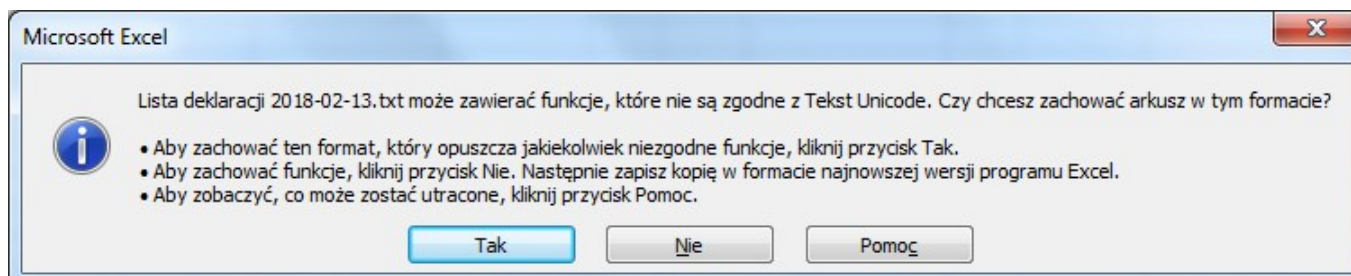 Microsoft Excel
Lista deklaracji 2018-02-13.txt może zawierać funkcje, które nie są zgodne z Tekst Unicode. Czy chcesz zachować arkusz w tym formacie?
• Aby zachować ten format, który opuszcza jakiekolwiek niezgodne funkcje, kliknij przycisk Tak.
• Aby zachować funkcje, kliknij przycisk Nie. Następnie zapisz kopię w formacie najnowszej wersji programu Excel.
• Aby zobaczyć, co może zostać utracone, kliknij przycisk Pomoc.
Tak Nie Pomoc